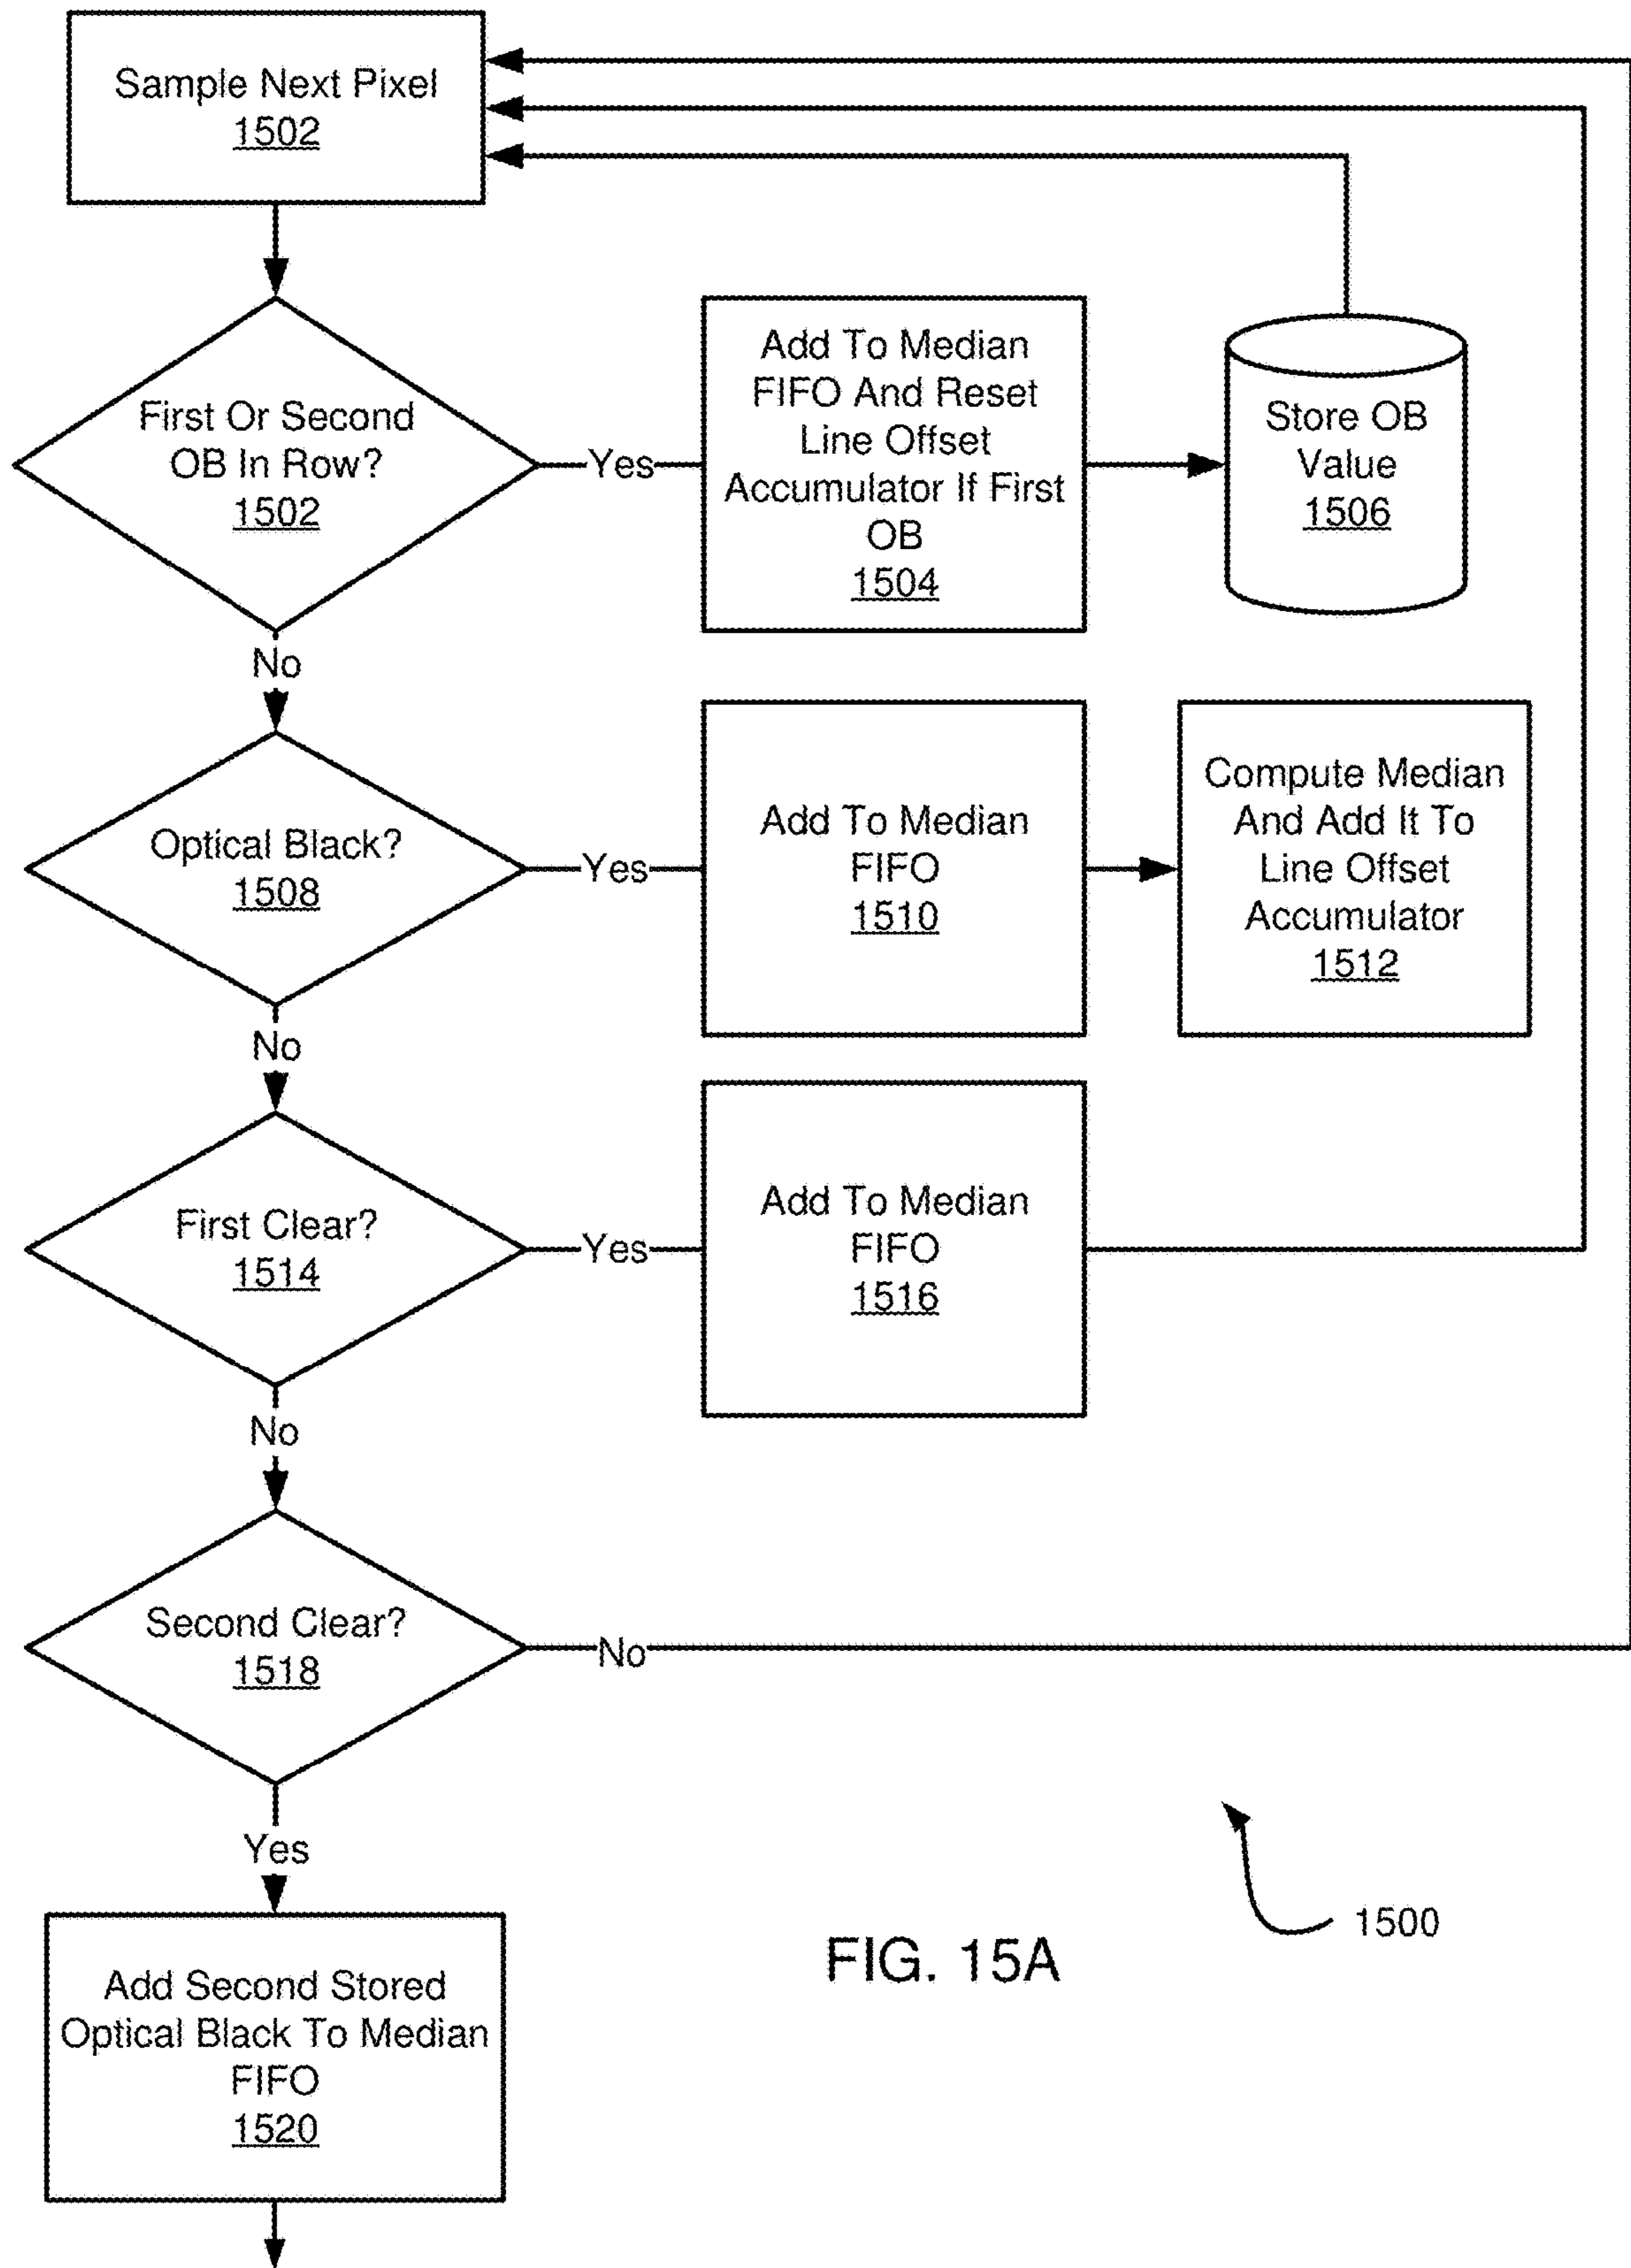 Sample Next Pixel
1502
First Or Second
OB In Row?
1502
Yes
Add To Median
FIFO And Reset
Line Offset
Accumulator If First
OB
1504
Store OB
Value
1506
No
Optical Black?
1508
Yes
Add To Median
FIFO
1510
Compute Median
And Add It To
Line Offset
Accumulator
1512
No
First Clear?
1514
Yes
Add To Median
FIFO
1516
No
Second Clear?
1518
No
Yes
Add Second Stored
Optical Black To Median
FIFO
1520
FIG. 15A
1500